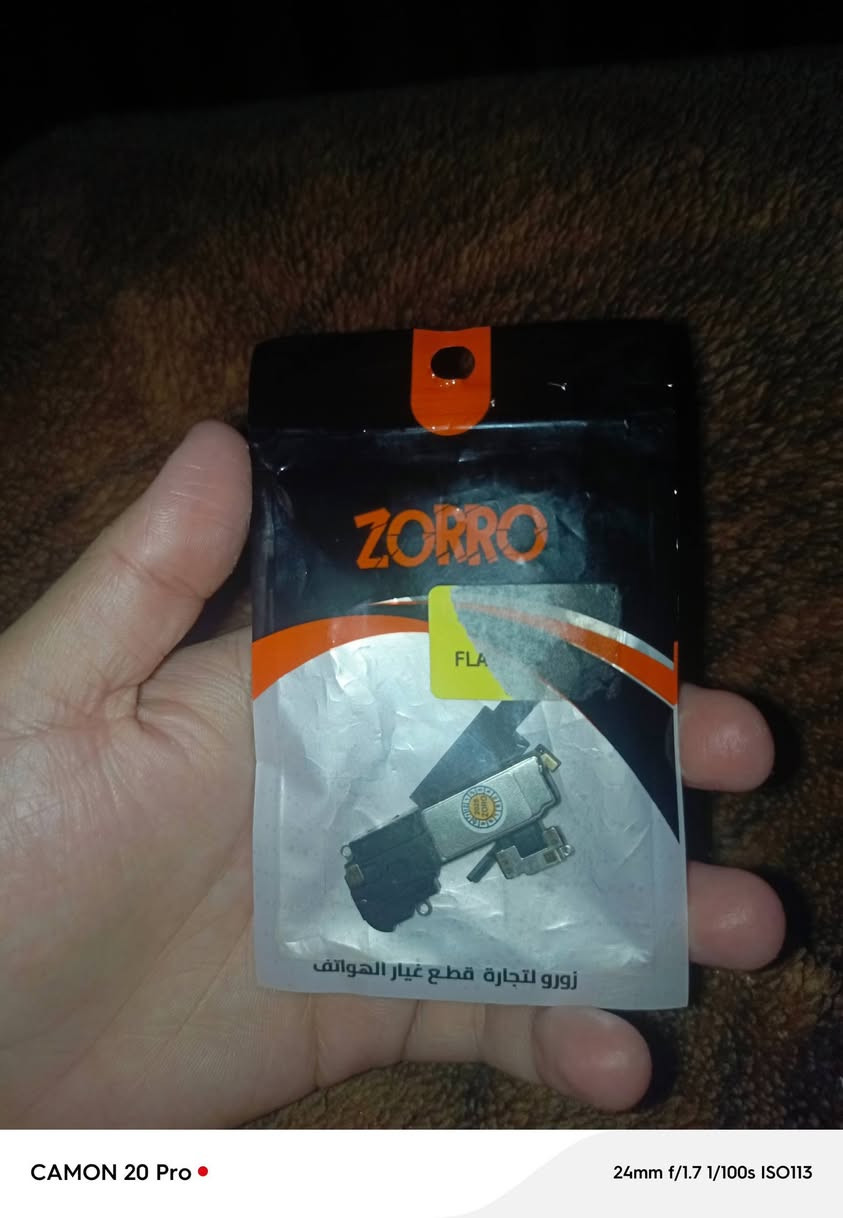 ZORRO
FLA
زورو لتجارة قطع غيار الهواتف
CAMON 20 Pro
24mm f/1.7 1/100s ISO113